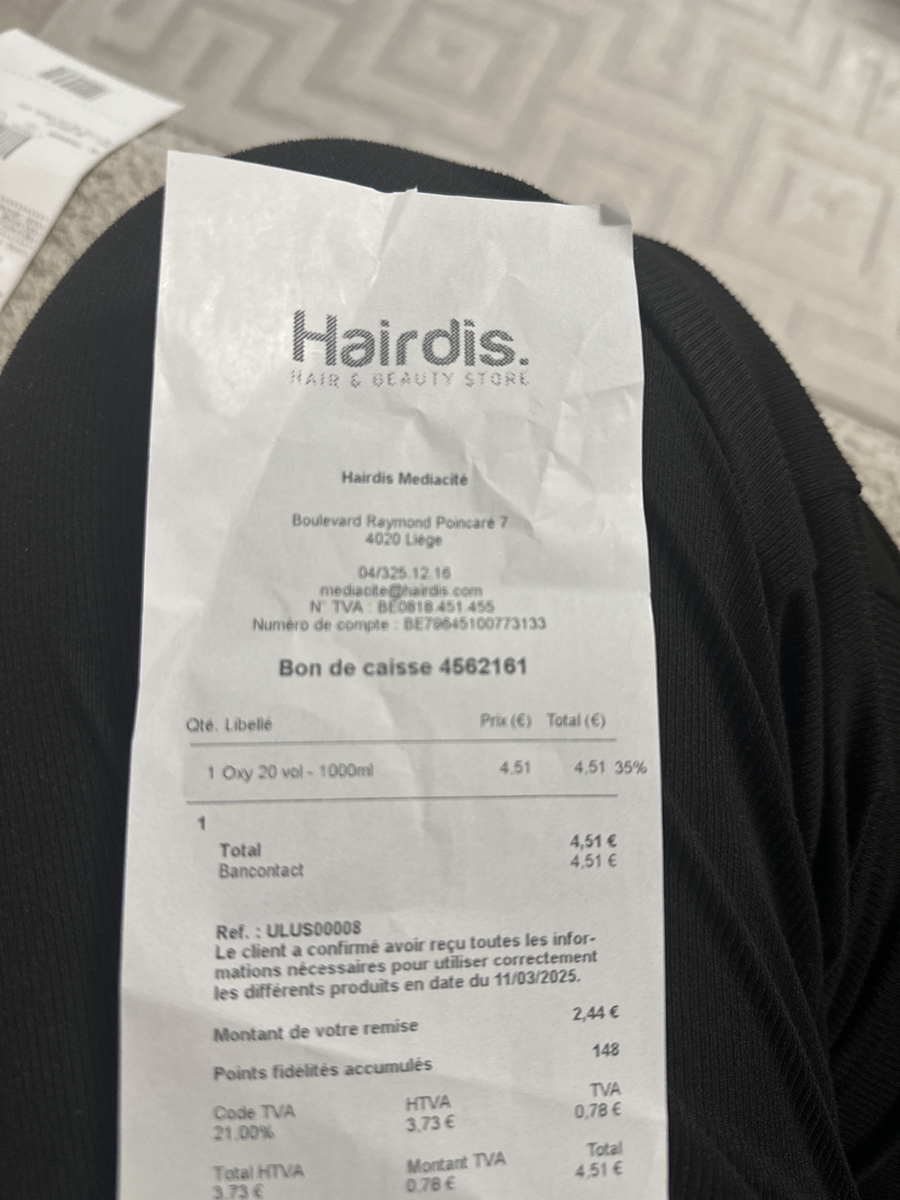 Hairdis.
HAIR & BEAUTY STORE
Hairdis Mediacité
Boulevard Raymond Poincaré 7
4020 Liège
04/325.12.16
mediacite@hairdis.com
N° TVA : BE0818.451.455
Numéro de compte : BE79645100773133
Bon de caisse 4562161
Qté. Libellé Prix (€) Total (€)
1 Oxy 20 vol - 1000ml 4,51 4,51 35%
1
Total 4,51 €
Bancontact 4,51 €
Ref. : ULUS00008
Le client a confirmé avoir reçu toutes les infor-
mations nécessaires pour utiliser correctement
les différents produits en date du 11/03/2025.
Montant de votre remise 2,44 €
Points fidélités accumulés 148
Code TVA HTVA TVA
21,00% 3,73 € 0,78 €
Total HTVA Montant TVA Total
3,73 € 0,78 € 4,51 €